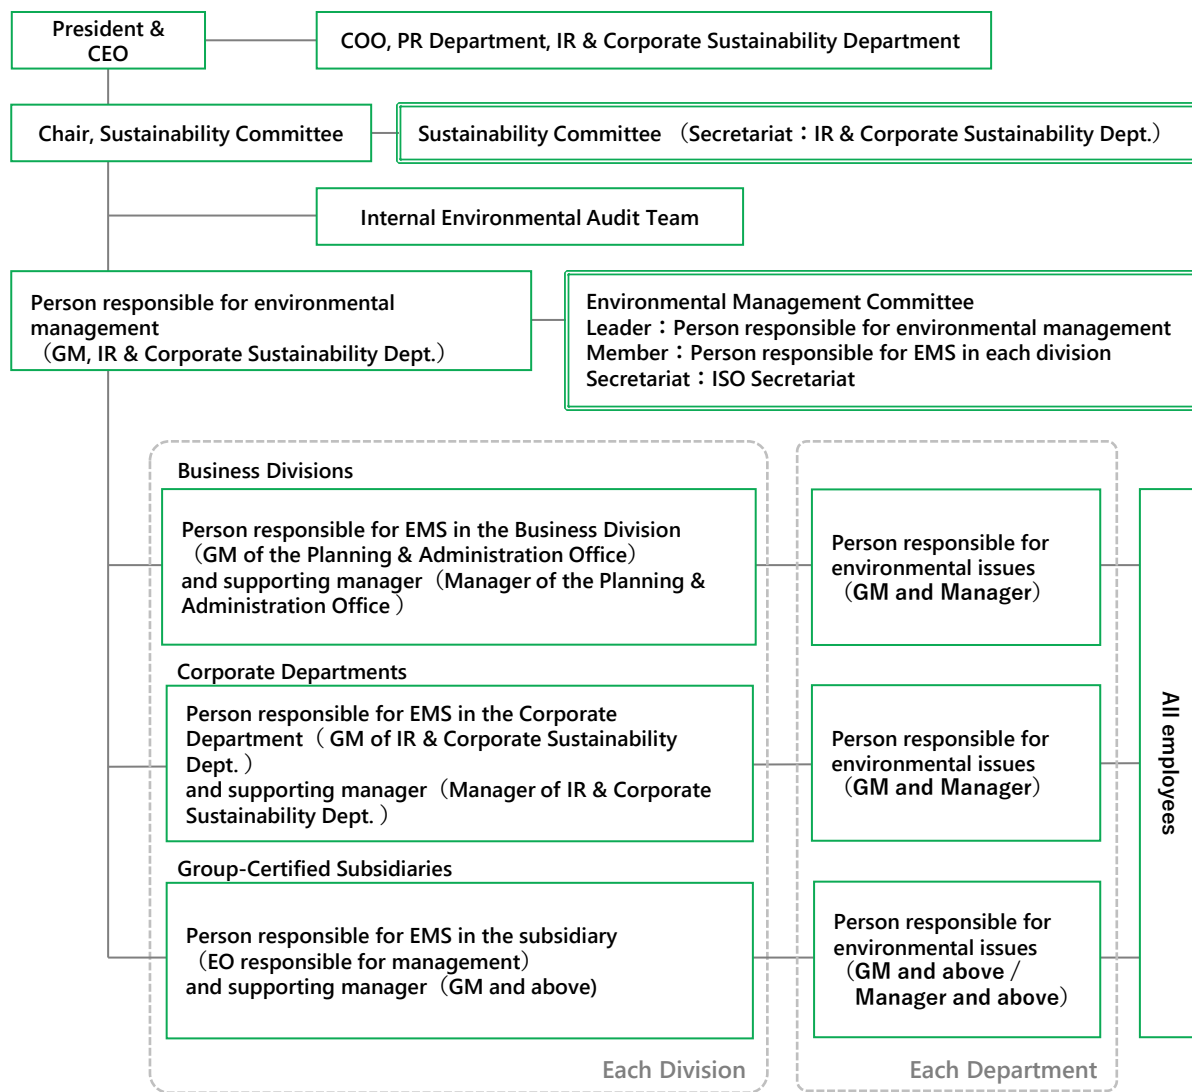 President &
CEO
COO, PR Department, IR & Corporate Sustainability Department
Chair, Sustainability Committee
Sustainability Committee （Secretariat：IR & Corporate Sustainability Dept.）
Internal Environmental Audit Team
Person responsible for environmental
management
（GM, IR & Corporate Sustainability Dept.）
Environmental Management Committee
Leader：Person responsible for environmental management
Member：Person responsible for EMS in each division
Secretariat：ISO Secretariat
Business Divisions
Person responsible for EMS in the Business Division
（GM of the Planning & Administration Office）
and supporting manager（Manager of the Planning &
Administration Office ）
Person responsible for
environmental issues
（GM and Manager）
Corporate Departments
Person responsible for EMS in the Corporate
Department（ GM of IR & Corporate Sustainability
Dept. ）
and supporting manager（Manager of IR & Corporate
Sustainability Dept. ）
Person responsible for
environmental issues
（GM and Manager）
Group-Certified Subsidiaries
Person responsible for EMS in the subsidiary
（EO responsible for management）
and supporting manager（GM and above)
Person responsible for
environmental issues
（GM and above /
Manager and above）
All employees
Each Division
Each Department